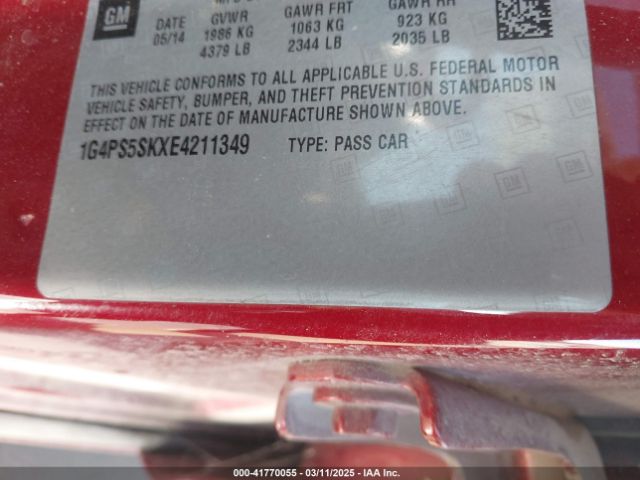 GM
DATE GVWR GAWR FRT GAWR RR
05/14 1986 KG 1063 KG 923 KG
4379 LB 2344 LB 2035 LB
THIS VEHICLE CONFORMS TO ALL APPLICABLE U.S. FEDERAL MOTOR
VEHICLE SAFETY, BUMPER, AND THEFT PREVENTION STANDARDS IN
EFFECT ON THE DATE OF MANUFACTURE SHOWN ABOVE.
1G4PS5SKXE4211349 TYPE: PASS CAR
000-41770055 - 03/11/2025 - IAA Inc.